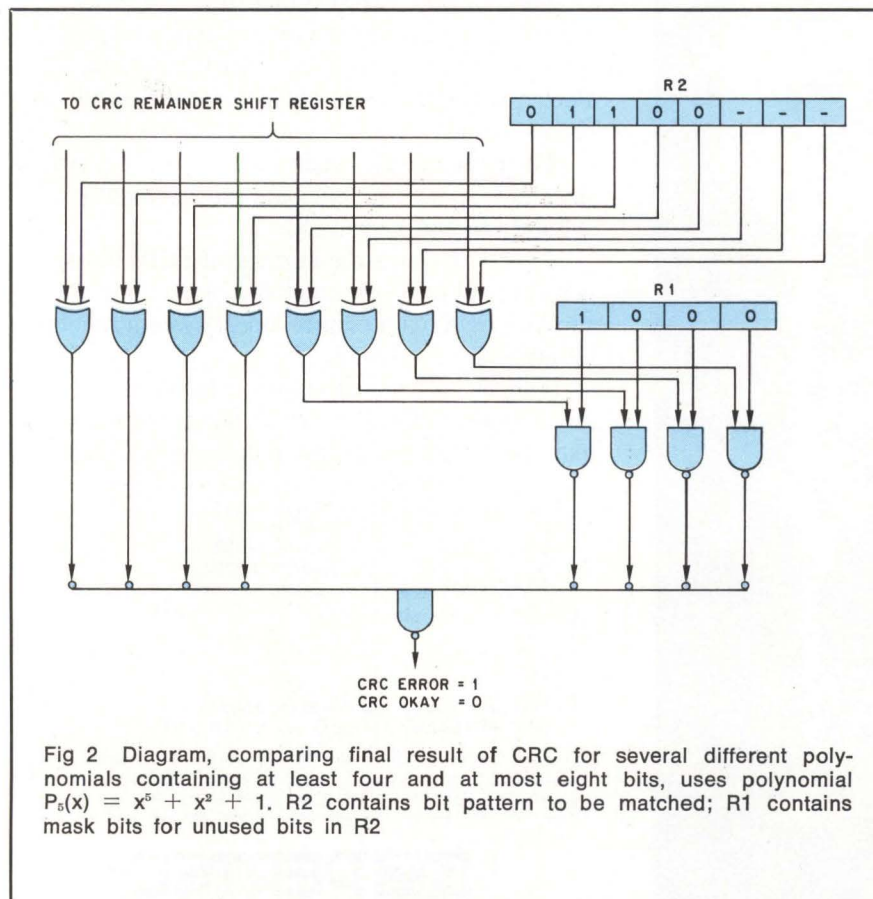 R2
TO CRC REMAINDER SHIFT REGISTER
0 1 1 0 0 - - -
R1
1 0 0 0
CRC ERROR = 1
CRC OKAY = 0
Fig 2 Diagram, comparing final result of CRC for several different poly-
nomials containing at least four and at most eight bits, uses polynomial
P₅(x) = x⁵ + x² + 1. R2 contains bit pattern to be matched; R1 contains
mask bits for unused bits in R2